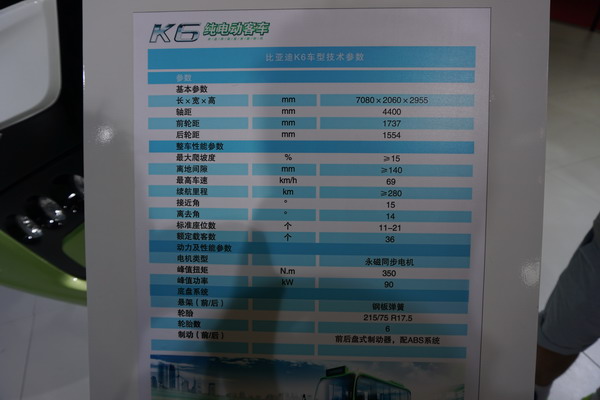 K6 纯电动客车
比亚迪K6车型技术参数
参数
基本参数
长×宽×高 mm 7080×2060×2955
轴距 mm 4400
前轮距 mm 1737
后轮距 mm 1554
整车性能参数
最大爬坡度 % ≥15
离地间隙 mm ≥140
最高车速 km/h 69
续航里程 km ≥280
接近角 ° 15
离去角 ° 14
标准座位数 个 11-21
额定载客数 个 36
动力及性能参数
电机类型 永磁同步电机
峰值扭矩 N.m 350
峰值功率 kW 90
底盘系统
悬架（前/后） 钢板弹簧
轮胎 215/75 R17.5
轮胎数 6
制动（前/后） 前后盘式制动器，配ABS系统